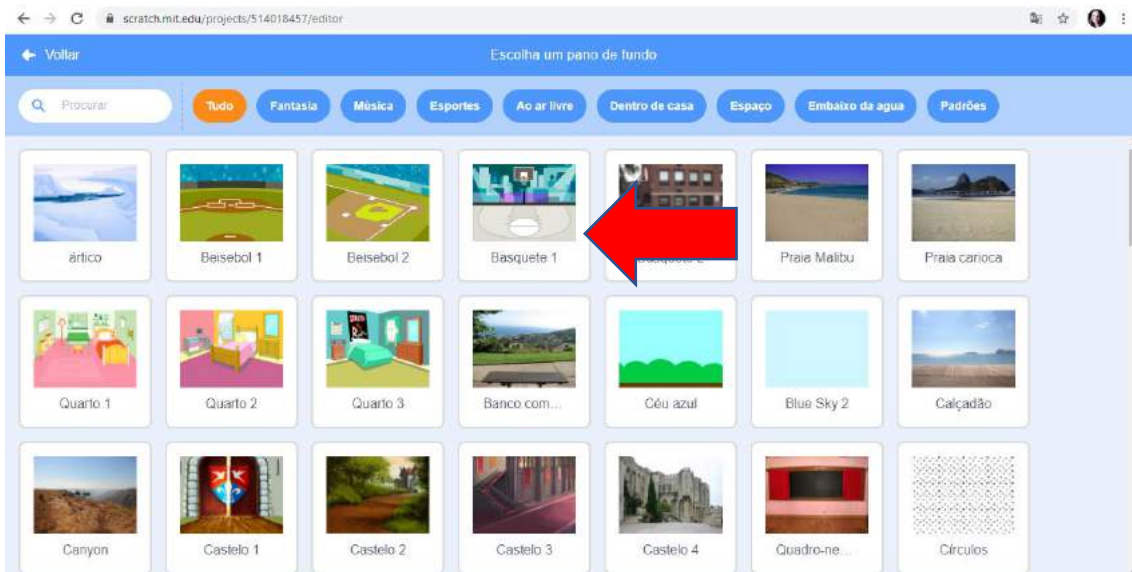 scratch.mit.edu/projects/514018457/editor
Voltar
Escolha um pano de fundo
Procurar
Tudo
Fantasia
Música
Esportes
Ao ar livre
Dentro de casa
Espaço
Embaixo da agua
Padrões
ártico
Beisebol 1
Beisebol 2
Basquete 1
Praia Malibu
Praia carioca
Quarto 1
Quarto 2
Quarto 3
Banco com...
Céu azul
Blue Sky 2
Calçadão
Canyon
Castelo 1
Castelo 2
Castelo 3
Castelo 4
Quadro-ne...
Círculos